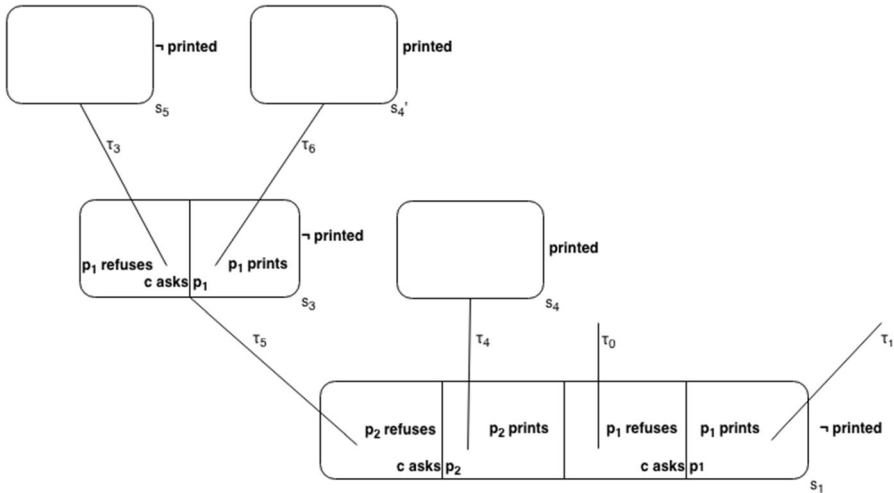 ¬ printed
printed
s5
s4'
τ3
τ6
¬ printed
p1 refuses
p1 prints
c asks p1
s3
printed
s4
τ5
τ4
τ0
τ1
p2 refuses
p2 prints
p1 refuses
p1 prints
¬ printed
c asks p2
c asks p1
s1